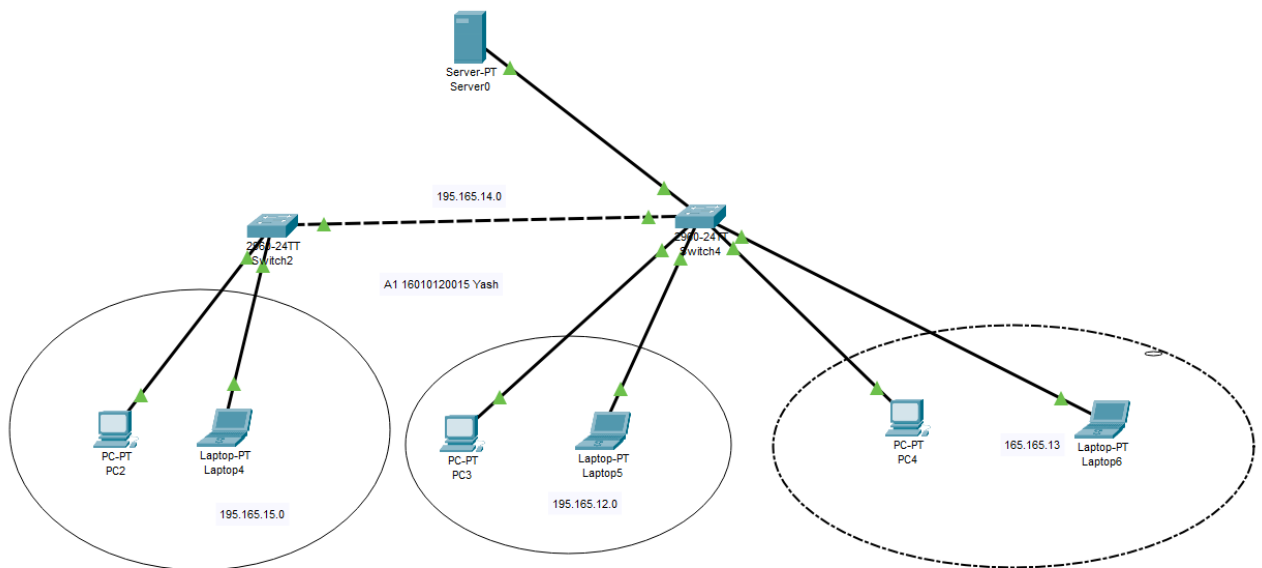 Server-PT
Server0
195.165.14.0
2960-24TT
Switch2
2960-24TT
Switch4
A1 16010120015 Yash
PC-PT
PC2
Laptop-PT
Laptop4
195.165.15.0
PC-PT
PC3
Laptop-PT
Laptop5
195.165.12.0
PC-PT
PC4
165.165.13
Laptop-PT
Laptop6